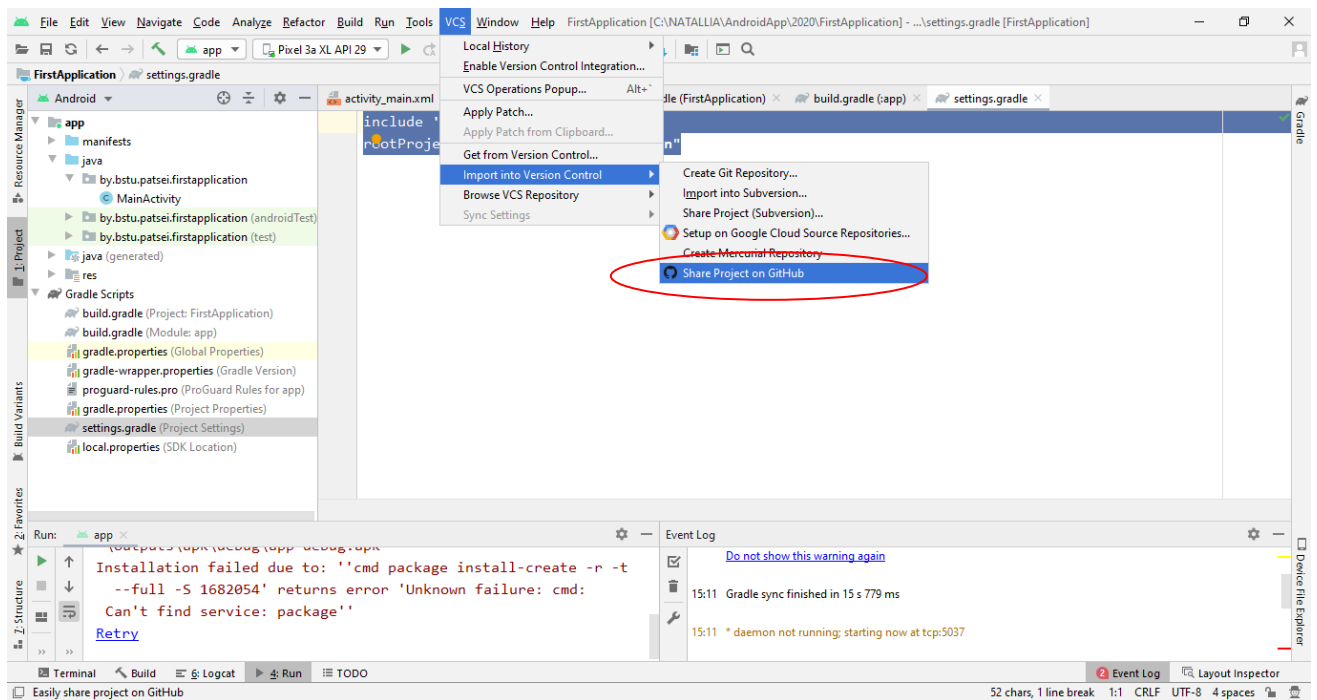 File Edit View Navigate Code Analyze Refactor Build Run Tools VCS Window Help FirstApplication [C:\NATALLIA\AndroidApp\2020\FirstApplication] - ...\settings.gradle [FirstApplication]
app Pixel 3a XL API 29
FirstApplication settings.gradle
Android
activity_main.xml
(FirstApplication) build.gradle (:app) settings.gradle
Local History
Enable Version Control Integration...
VCS Operations Popup... Alt+`
Apply Patch...
Apply Patch from Clipboard...
Get from Version Control...
Import into Version Control
Browse VCS Repository
Sync Settings
Create Git Repository...
Import into Subversion...
Share Project (Subversion)...
Setup on Google Cloud Source Repositories...
Create Mercurial Repository
Share Project on GitHub
include '
rootProje
n"
app
manifests
java
by.bstu.patsei.firstapplication
MainActivity
by.bstu.patsei.firstapplication (androidTest)
by.bstu.patsei.firstapplication (test)
java (generated)
res
Gradle Scripts
build.gradle (Project: FirstApplication)
build.gradle (Module: app)
gradle.properties (Global Properties)
gradle-wrapper.properties (Gradle Version)
proguard-rules.pro (ProGuard Rules for app)
gradle.properties (Project Properties)
settings.gradle (Project Settings)
local.properties (SDK Location)
Resource Manager
1: Project
Build Variants
2: Favorites
7: Structure
Gradle
Device File Explorer
Run: app
\outputs\apk\debug\app-debug.apk
Installation failed due to: ''cmd package install-create -r -t
--full -S 1682054' returns error 'Unknown failure: cmd:
Can't find service: package''
Retry
Event Log
Do not show this warning again
15:11 Gradle sync finished in 15 s 779 ms
15:11 * daemon not running; starting now at tcp:5037
Terminal Build 6: Logcat 4: Run TODO
2 Event Log Layout Inspector
Easily share project on GitHub
52 chars, 1 line break 1:1 CRLF UTF-8 4 spaces